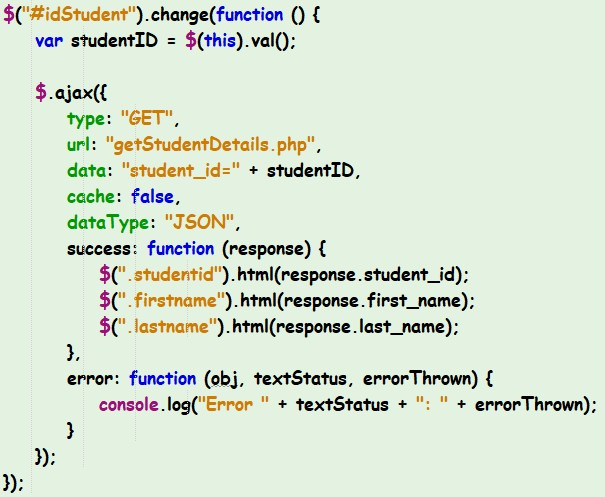 $("#idStudent").change(function () {
var studentID = $(this).val();
$.ajax({
type: "GET",
url: "getStudentDetails.php",
data: "student_id=" + studentID,
cache: false,
dataType: "JSON",
success: function (response) {
$(".studentid").html(response.student_id);
$(".firstname").html(response.first_name);
$(".lastname").html(response.last_name);
},
error: function (obj, textStatus, errorThrown) {
console.log("Error " + textStatus + ": " + errorThrown);
}
});
});